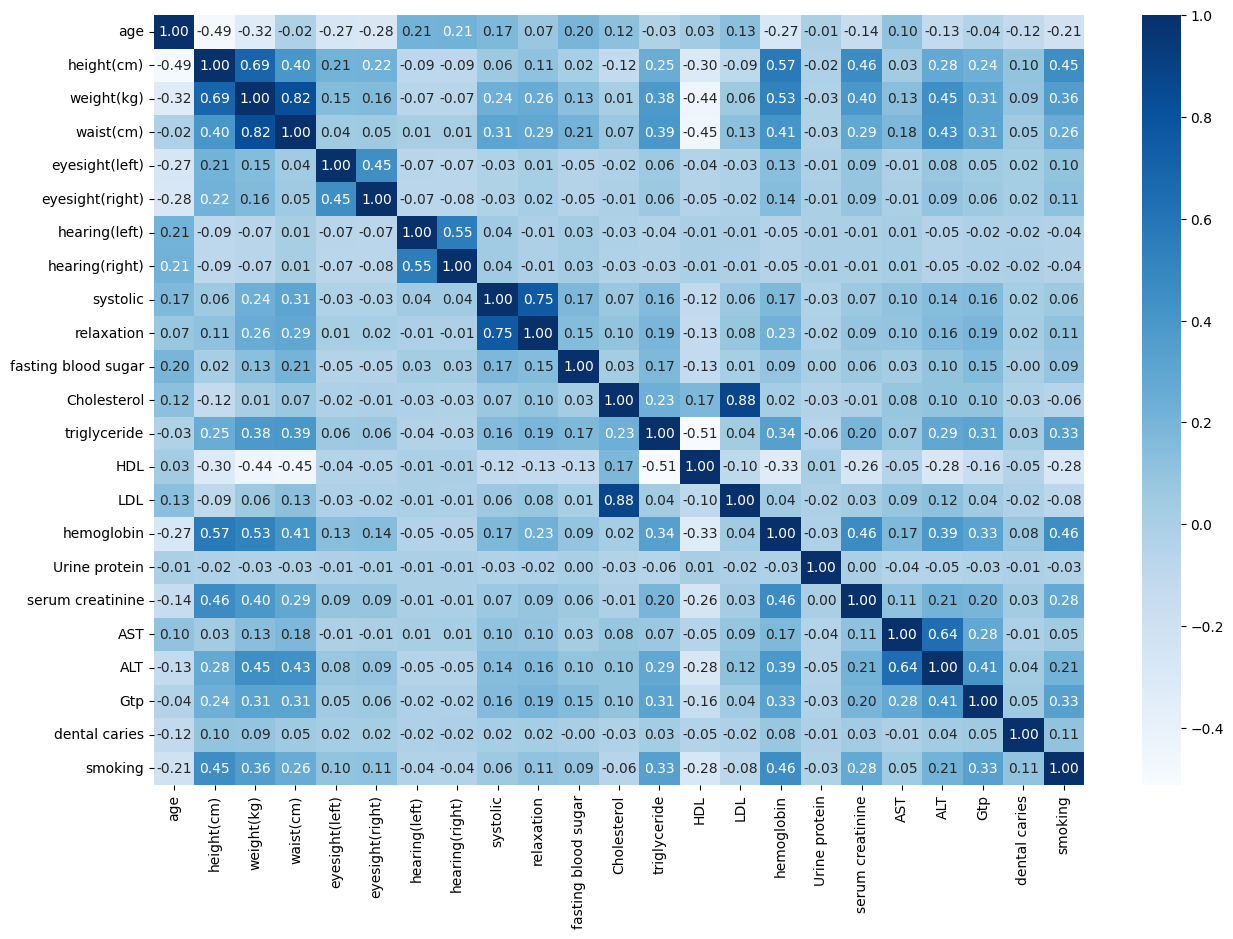 age 1.00 -0.49 -0.32 -0.02 -0.27 -0.28 0.21 0.21 0.17 0.07 0.20 0.12 -0.03 0.03 0.13 -0.27 -0.01 -0.14 0.10 -0.13 -0.04 -0.12 -0.21
height(cm) -0.49 1.00 0.69 0.40 0.21 0.22 -0.09 -0.09 0.06 0.11 0.02 -0.12 0.25 -0.30 -0.09 0.57 -0.02 0.46 0.03 0.28 0.24 0.10 0.45
weight(kg) -0.32 0.69 1.00 0.82 0.15 0.16 -0.07 -0.07 0.24 0.26 0.13 0.01 0.38 -0.44 0.06 0.53 -0.03 0.40 0.13 0.45 0.31 0.09 0.36
waist(cm) -0.02 0.40 0.82 1.00 0.04 0.05 0.01 0.01 0.31 0.29 0.21 0.07 0.39 -0.45 0.13 0.41 -0.03 0.29 0.18 0.43 0.31 0.05 0.26
eyesight(left) -0.27 0.21 0.15 0.04 1.00 0.45 -0.07 -0.07 -0.03 0.01 -0.05 -0.02 0.06 -0.04 -0.03 0.13 -0.01 0.09 -0.01 0.08 0.05 0.02 0.10
eyesight(right) -0.28 0.22 0.16 0.05 0.45 1.00 -0.07 -0.08 -0.03 0.02 -0.05 -0.01 0.06 -0.05 -0.02 0.14 -0.01 0.09 -0.01 0.09 0.06 0.02 0.11
hearing(left) 0.21 -0.09 -0.07 0.01 -0.07 -0.07 1.00 0.55 0.04 -0.01 0.03 -0.03 -0.04 -0.01 -0.01 -0.05 -0.01 -0.01 0.01 -0.05 -0.02 -0.02 -0.04
hearing(right) 0.21 -0.09 -0.07 0.01 -0.07 -0.08 0.55 1.00 0.04 -0.01 0.03 -0.03 -0.03 -0.01 -0.01 -0.05 -0.01 -0.01 0.01 -0.05 -0.02 -0.02 -0.04
systolic 0.17 0.06 0.24 0.31 -0.03 -0.03 0.04 0.04 1.00 0.75 0.17 0.07 0.16 -0.12 0.06 0.17 -0.03 0.07 0.10 0.14 0.16 0.02 0.06
relaxation 0.07 0.11 0.26 0.29 0.01 0.02 -0.01 -0.01 0.75 1.00 0.15 0.10 0.19 -0.13 0.08 0.23 -0.02 0.09 0.10 0.16 0.19 0.02 0.11
fasting blood sugar 0.20 0.02 0.13 0.21 -0.05 -0.05 0.03 0.03 0.17 0.15 1.00 0.03 0.17 -0.13 0.01 0.09 0.00 0.06 0.03 0.10 0.15 -0.00 0.09
Cholesterol 0.12 -0.12 0.01 0.07 -0.02 -0.01 -0.03 -0.03 0.07 0.10 0.03 1.00 0.23 0.17 0.88 0.02 -0.03 -0.01 0.08 0.10 0.10 -0.03 -0.06
triglyceride -0.03 0.25 0.38 0.39 0.06 0.06 -0.04 -0.03 0.16 0.19 0.17 0.23 1.00 -0.51 0.04 0.34 -0.06 0.20 0.07 0.29 0.31 0.03 0.33
HDL 0.03 -0.30 -0.44 -0.45 -0.04 -0.05 -0.01 -0.01 -0.12 -0.13 -0.13 0.17 -0.51 1.00 -0.10 -0.33 0.01 -0.26 -0.05 -0.28 -0.16 -0.05 -0.28
LDL 0.13 -0.09 0.06 0.13 -0.03 -0.02 -0.01 -0.01 0.06 0.08 0.01 0.88 0.04 -0.10 1.00 0.04 -0.02 0.03 0.09 0.12 0.04 -0.02 -0.08
hemoglobin -0.27 0.57 0.53 0.41 0.13 0.14 -0.05 -0.05 0.17 0.23 0.09 0.02 0.34 -0.33 0.04 1.00 -0.03 0.46 0.17 0.39 0.33 0.08 0.46
Urine protein -0.01 -0.02 -0.03 -0.03 -0.01 -0.01 -0.01 -0.01 -0.03 -0.02 0.00 -0.03 -0.06 0.01 -0.02 -0.03 1.00 0.00 -0.04 -0.05 -0.03 -0.01 -0.03
serum creatinine -0.14 0.46 0.40 0.29 0.09 0.09 -0.01 -0.01 0.07 0.09 0.06 -0.01 0.20 -0.26 0.03 0.46 0.00 1.00 0.11 0.21 0.20 0.03 0.28
AST 0.10 0.03 0.13 0.18 -0.01 -0.01 0.01 0.01 0.10 0.10 0.03 0.08 0.07 -0.05 0.09 0.17 -0.04 0.11 1.00 0.64 0.28 -0.01 0.05
ALT -0.13 0.28 0.45 0.43 0.08 0.09 -0.05 -0.05 0.14 0.16 0.10 0.10 0.29 -0.28 0.12 0.39 -0.05 0.21 0.64 1.00 0.41 0.04 0.21
Gtp -0.04 0.24 0.31 0.31 0.05 0.06 -0.02 -0.02 0.16 0.19 0.15 0.10 0.31 -0.16 0.04 0.33 -0.03 0.20 0.28 0.41 1.00 0.05 0.33
dental caries -0.12 0.10 0.09 0.05 0.02 0.02 -0.02 -0.02 0.02 0.02 -0.00 -0.03 0.03 -0.05 -0.02 0.08 -0.01 0.03 -0.01 0.04 0.05 1.00 0.11
smoking -0.21 0.45 0.36 0.26 0.10 0.11 -0.04 -0.04 0.06 0.11 0.09 -0.06 0.33 -0.28 -0.08 0.46 -0.03 0.28 0.05 0.21 0.33 0.11 1.00
age
height(cm)
weight(kg)
waist(cm)
eyesight(left)
eyesight(right)
hearing(left)
hearing(right)
systolic
relaxation
fasting blood sugar
Cholesterol
triglyceride
HDL
LDL
hemoglobin
Urine protein
serum creatinine
AST
ALT
Gtp
dental caries
smoking
1.0
0.8
0.6
0.4
0.2
0.0
−0.2
−0.4